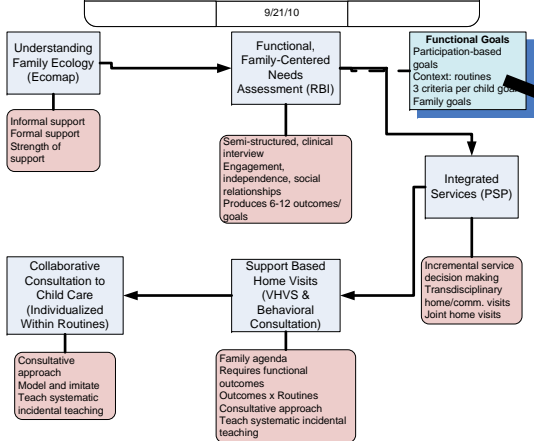 9/21/10
Understanding
Family Ecology
(Ecomap)
Functional,
Family-Centered
Needs
Assessment (RBI)
Functional Goals
Participation-based
goals
Context: routines
3 criteria per child goal
Family goals
Informal support
Formal support
Strength of
support
Semi-structured, clinical
interview
Engagement,
independence, social
relationships
Produces 6-12 outcomes/
goals
Integrated
Services (PSP)
Incremental service
decision making
Transdisciplinary
home/comm. visits
Joint home visits
Collaborative
Consultation to
Child Care
(Individualized
Within Routines)
Support Based
Home Visits
(VHVS &
Behavioral
Consultation)
Consultative
approach
Model and imitate
Teach systematic
incidental teaching
Family agenda
Requires functional
outcomes
Outcomes x Routines
Consultative approach
Teach systematic incidental
teaching